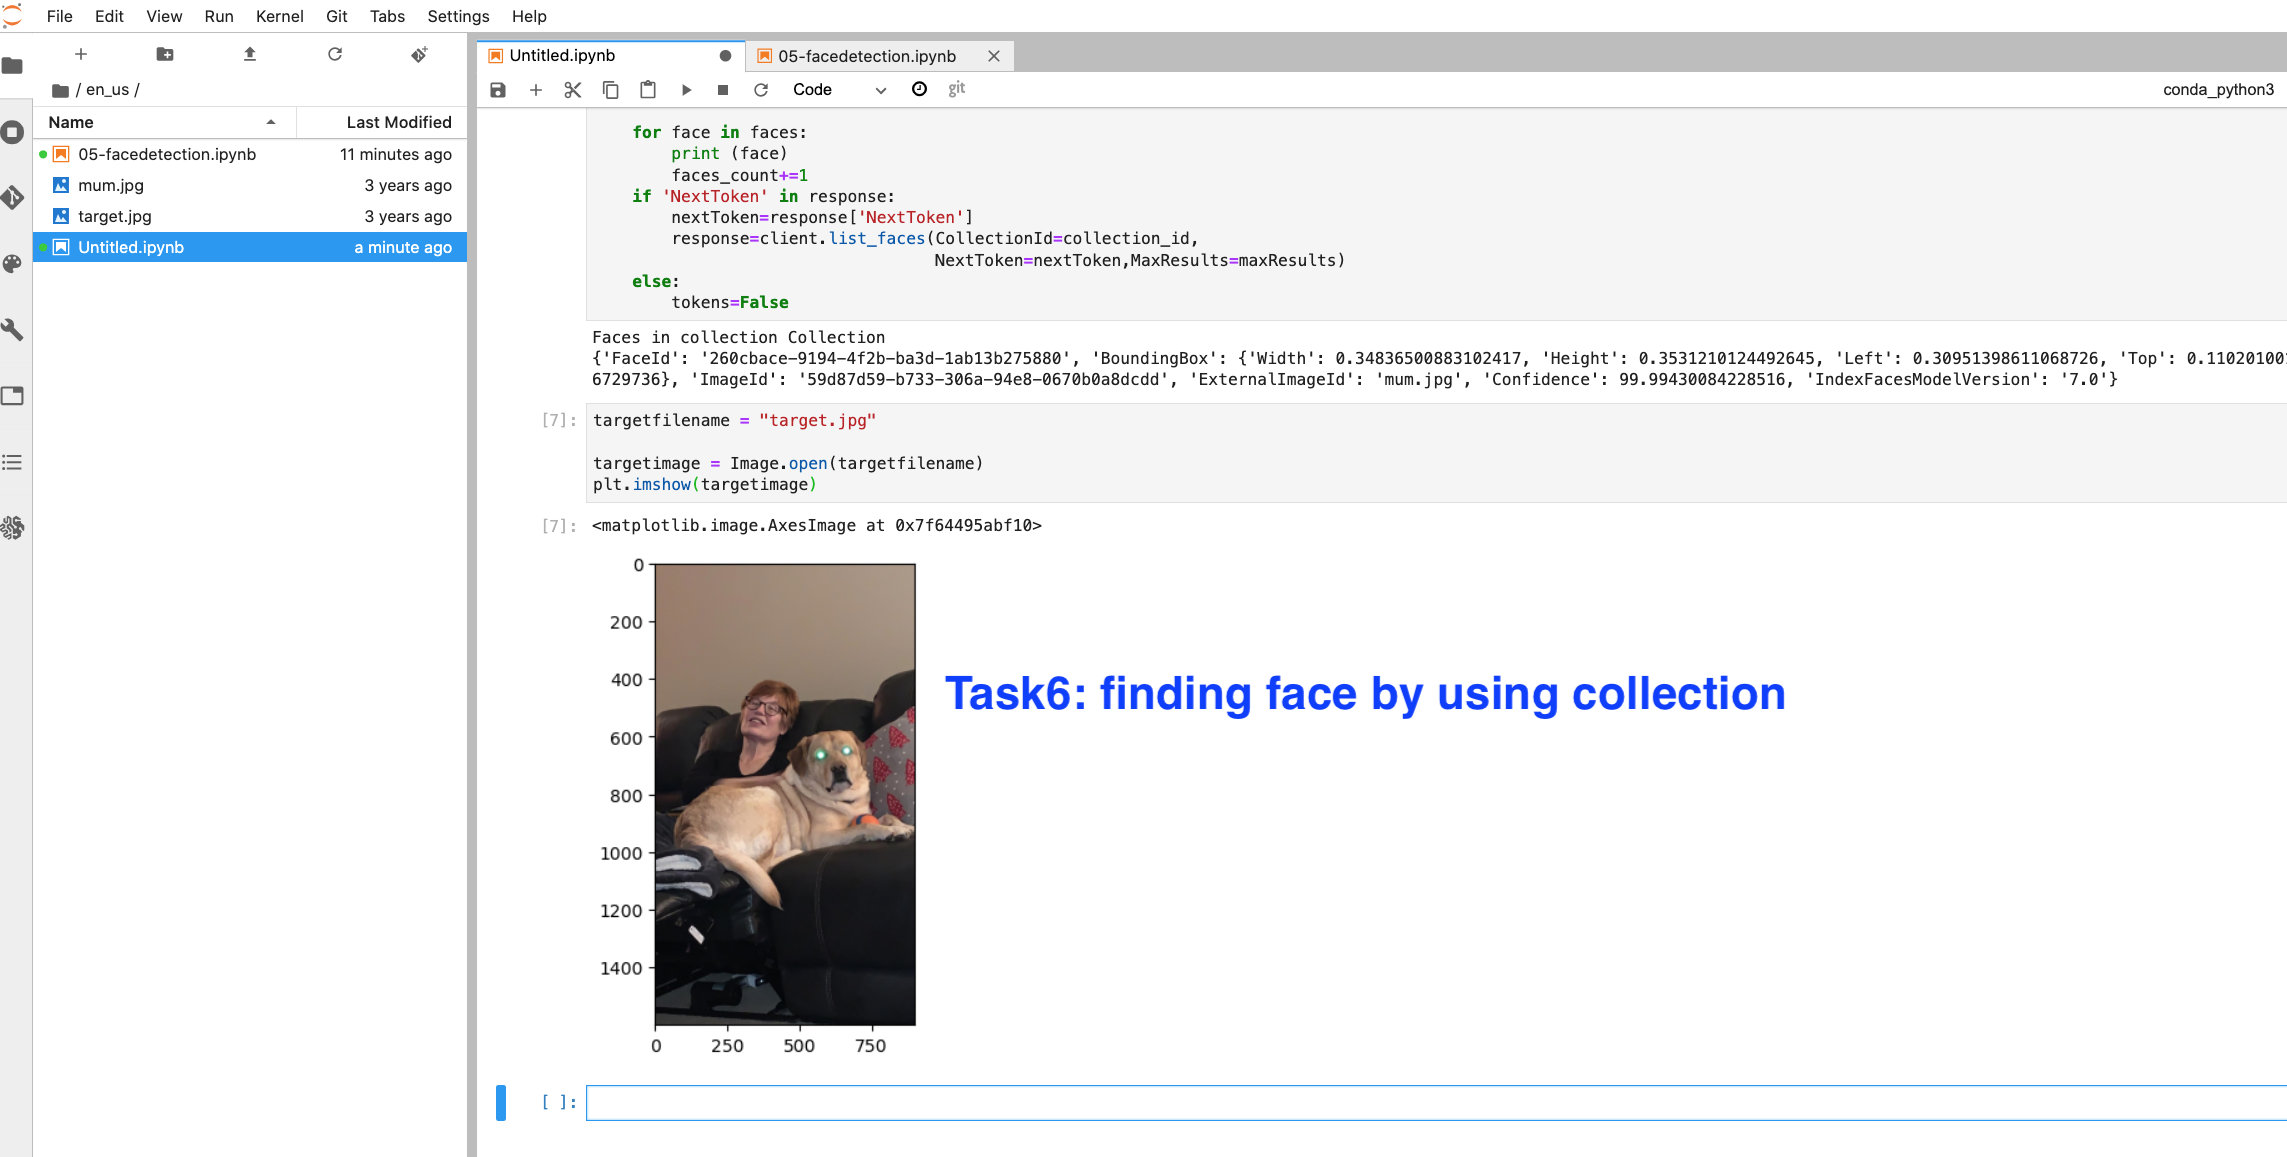 File Edit View Run Kernel Git Tabs Settings Help
/ en_us /
Name Last Modified
05-facedetection.ipynb 11 minutes ago
mum.jpg 3 years ago
target.jpg 3 years ago
Untitled.ipynb a minute ago
Untitled.ipynb 05-facedetection.ipynb
Code git conda_python3
for face in faces:
print (face)
faces_count+=1
if 'NextToken' in response:
nextToken=response['NextToken']
response=client.list_faces(CollectionId=collection_id,
NextToken=nextToken,MaxResults=maxResults)
else:
tokens=False
Faces in collection Collection
{'FaceId': '260cbace-9194-4f2b-ba3d-1ab13b275880', 'BoundingBox': {'Width': 0.34836500883102417, 'Height': 0.3531210124492645, 'Left': 0.30951398611068726, 'Top': 0.110201001
6729736}, 'ImageId': '59d87d59-b733-306a-94e8-0670b0a8dcdd', 'ExternalImageId': 'mum.jpg', 'Confidence': 99.99430084228516, 'IndexFacesModelVersion': '7.0'}
[7]: targetfilename = "target.jpg"
targetimage = Image.open(targetfilename)
plt.imshow(targetimage)
[7]: <matplotlib.image.AxesImage at 0x7f64495abf10>
0
200
400
600
800
1000
1200
1400
0 250 500 750
Task6: finding face by using collection
[ ]: